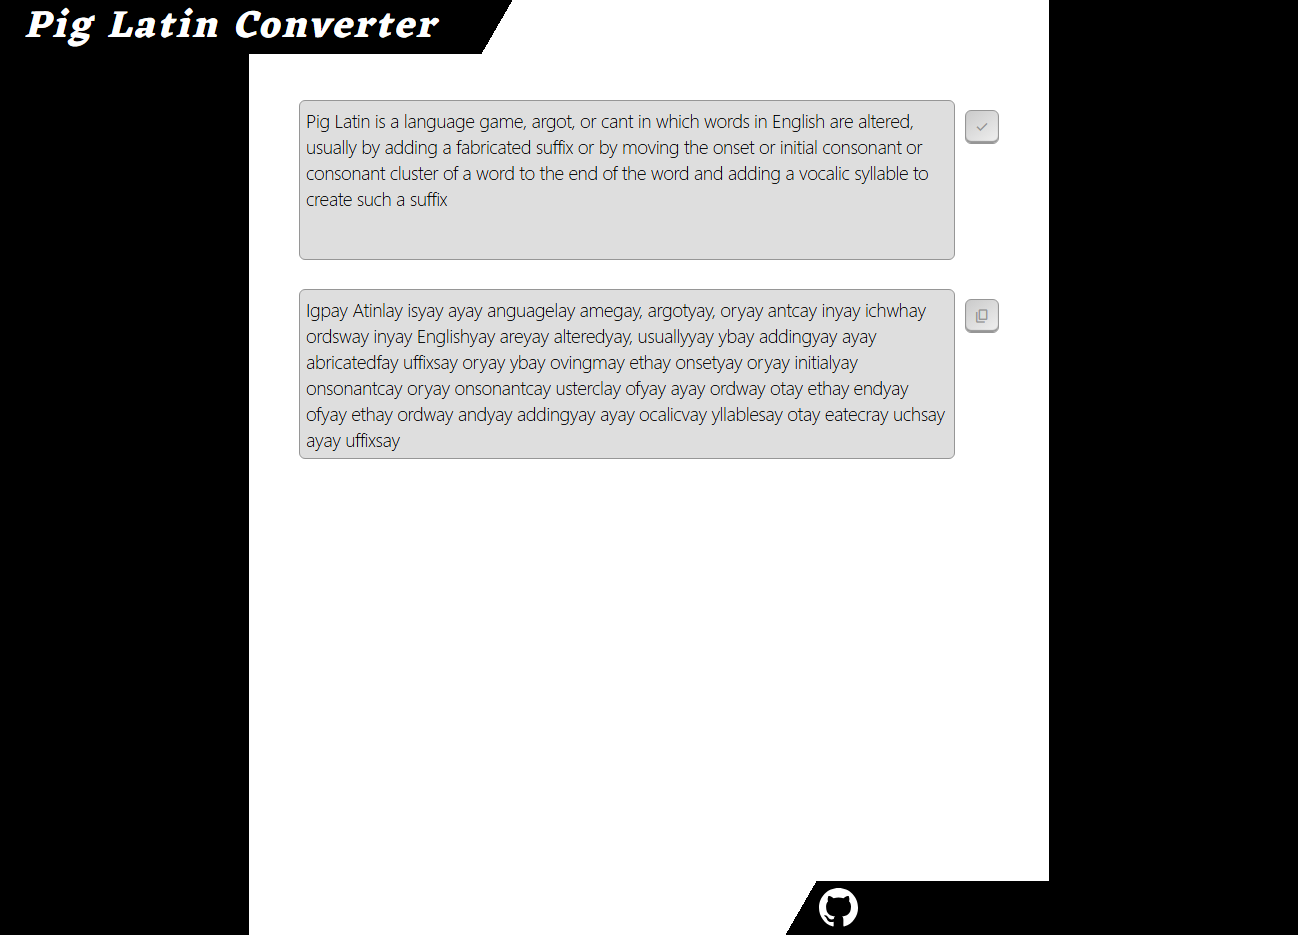 Pig Latin Converter
Pig Latin is a language game, argot, or cant in which words in English are altered,
usually by adding a fabricated suffix or by moving the onset or initial consonant or
consonant cluster of a word to the end of the word and adding a vocalic syllable to
create such a suffix
Igpay Atinlay isyay ayay anguagelay amegay, argotyay, oryay antcay inyay ichwhay
ordsway inyay Englishyay areyay alteredyay, usuallyyay ybay addingyay ayay
abricatedfay uffixsay oryay ybay ovingmay ethay onsetyay oryay initialyay
onsonantcay oryay onsonantcay usterclay ofyay ayay ordway otay ethay endyay
ofyay ethay ordway andyay addingyay ayay ocalicvay yllablesay otay eatecray uchsay
ayay uffixsay